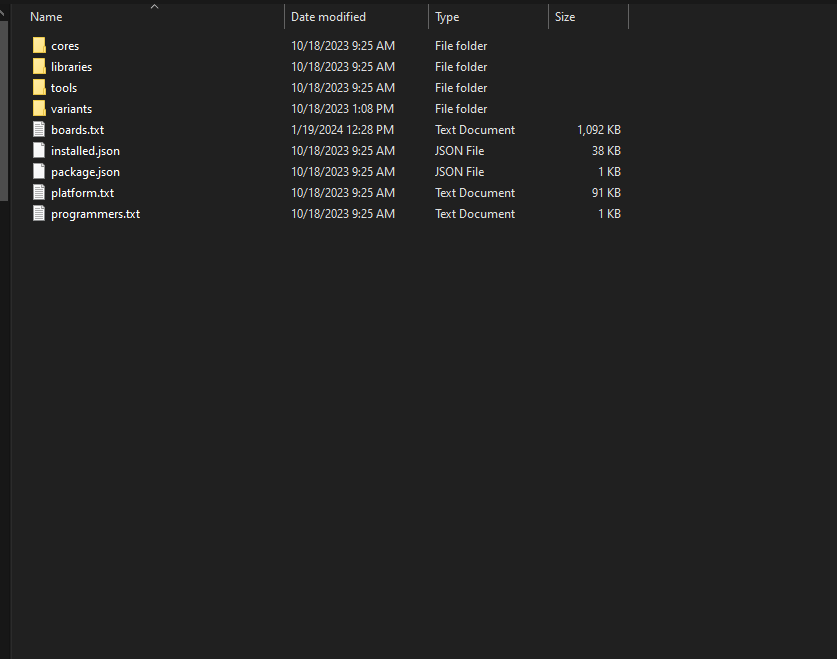 Name Date modified Type Size
cores 10/18/2023 9:25 AM File folder
libraries 10/18/2023 9:25 AM File folder
tools 10/18/2023 9:25 AM File folder
variants 10/18/2023 1:08 PM File folder
boards.txt 1/19/2024 12:28 PM Text Document 1,092 KB
installed.json 10/18/2023 9:25 AM JSON File 38 KB
package.json 10/18/2023 9:25 AM JSON File 1 KB
platform.txt 10/18/2023 9:25 AM Text Document 91 KB
programmers.txt 10/18/2023 9:25 AM Text Document 1 KB